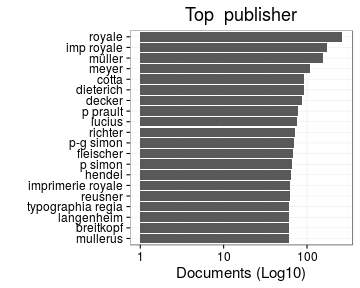 Top publisher
royale
imp royale
müller
meyer
cotta
dieterich
decker
p prault
lucius
richter
p-g simon
fleischer
p simon
hendel
imprimerie royale
reusner
typographia regia
langenheim
breitkopf
mullerus
1 10 100
Documents (Log10)